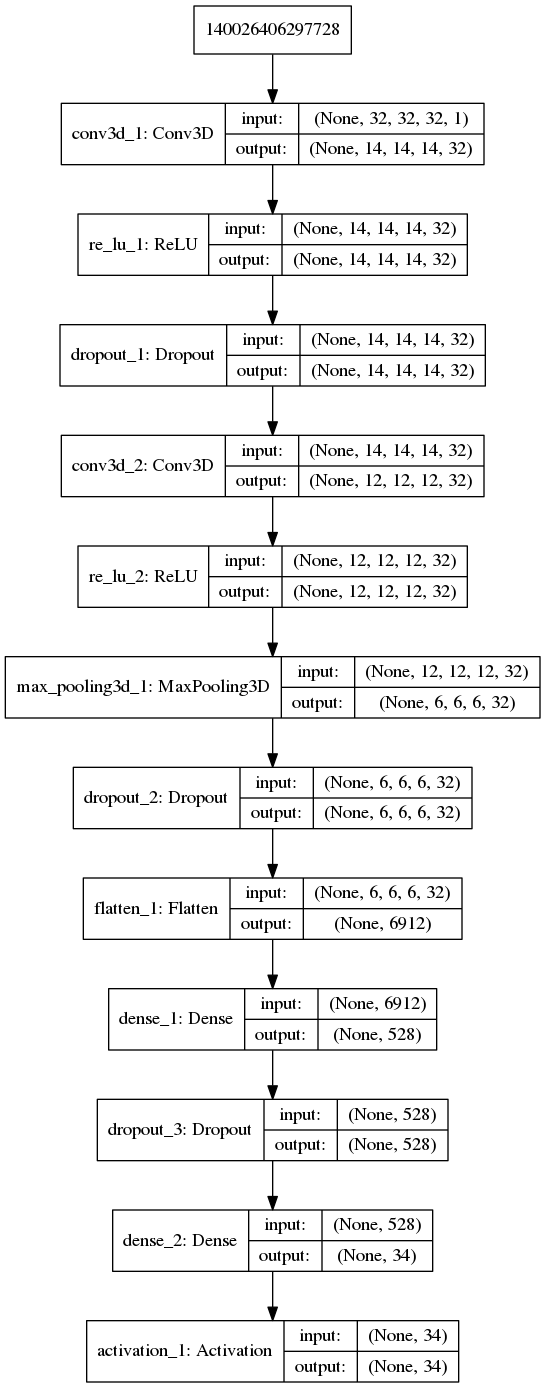 140026406297728
conv3d_1: Conv3D
input: (None, 32, 32, 32, 1)
output: (None, 14, 14, 14, 32)
re_lu_1: ReLU
input: (None, 14, 14, 14, 32)
output: (None, 14, 14, 14, 32)
dropout_1: Dropout
input: (None, 14, 14, 14, 32)
output: (None, 14, 14, 14, 32)
conv3d_2: Conv3D
input: (None, 14, 14, 14, 32)
output: (None, 12, 12, 12, 32)
re_lu_2: ReLU
input: (None, 12, 12, 12, 32)
output: (None, 12, 12, 12, 32)
max_pooling3d_1: MaxPooling3D
input: (None, 12, 12, 12, 32)
output: (None, 6, 6, 6, 32)
dropout_2: Dropout
input: (None, 6, 6, 6, 32)
output: (None, 6, 6, 6, 32)
flatten_1: Flatten
input: (None, 6, 6, 6, 32)
output: (None, 6912)
dense_1: Dense
input: (None, 6912)
output: (None, 528)
dropout_3: Dropout
input: (None, 528)
output: (None, 528)
dense_2: Dense
input: (None, 528)
output: (None, 34)
activation_1: Activation
input: (None, 34)
output: (None, 34)